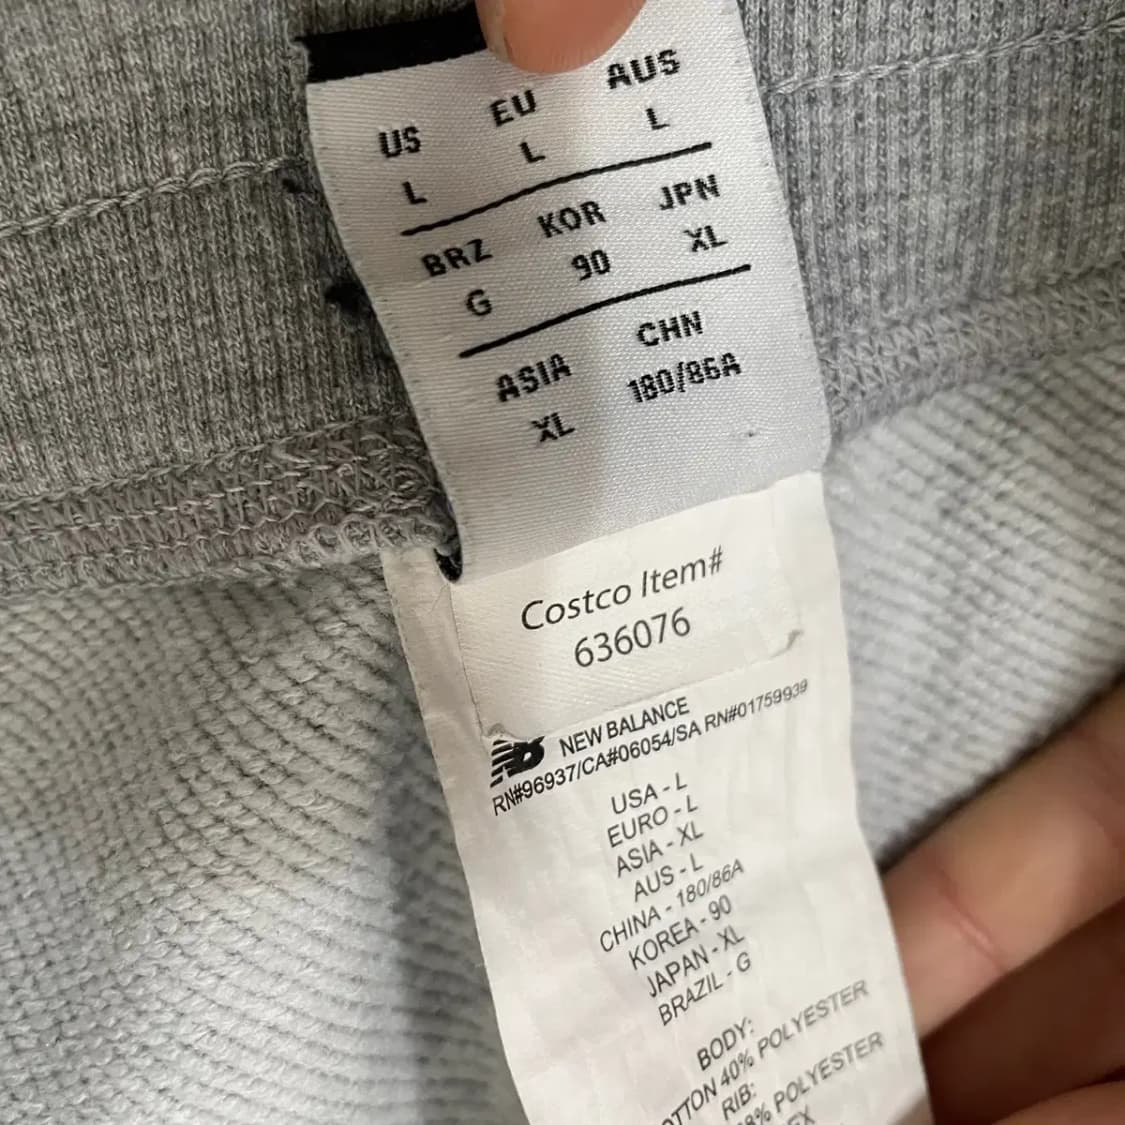 US EU AUS
L L L
BRZ KOR JPN
G 90 XL
ASIA CHN
XL 180/86A
Costco Item#
636076
NB NEW BALANCE
RN#96937/CA#06054/SA RN#01759939
USA - L
EURO - L
ASIA - XL
AUS - L
CHINA - 180/86A
KOREA - 90
JAPAN - XL
BRAZIL - G
BODY:
40% POLYESTER
RIB:
POLYESTER